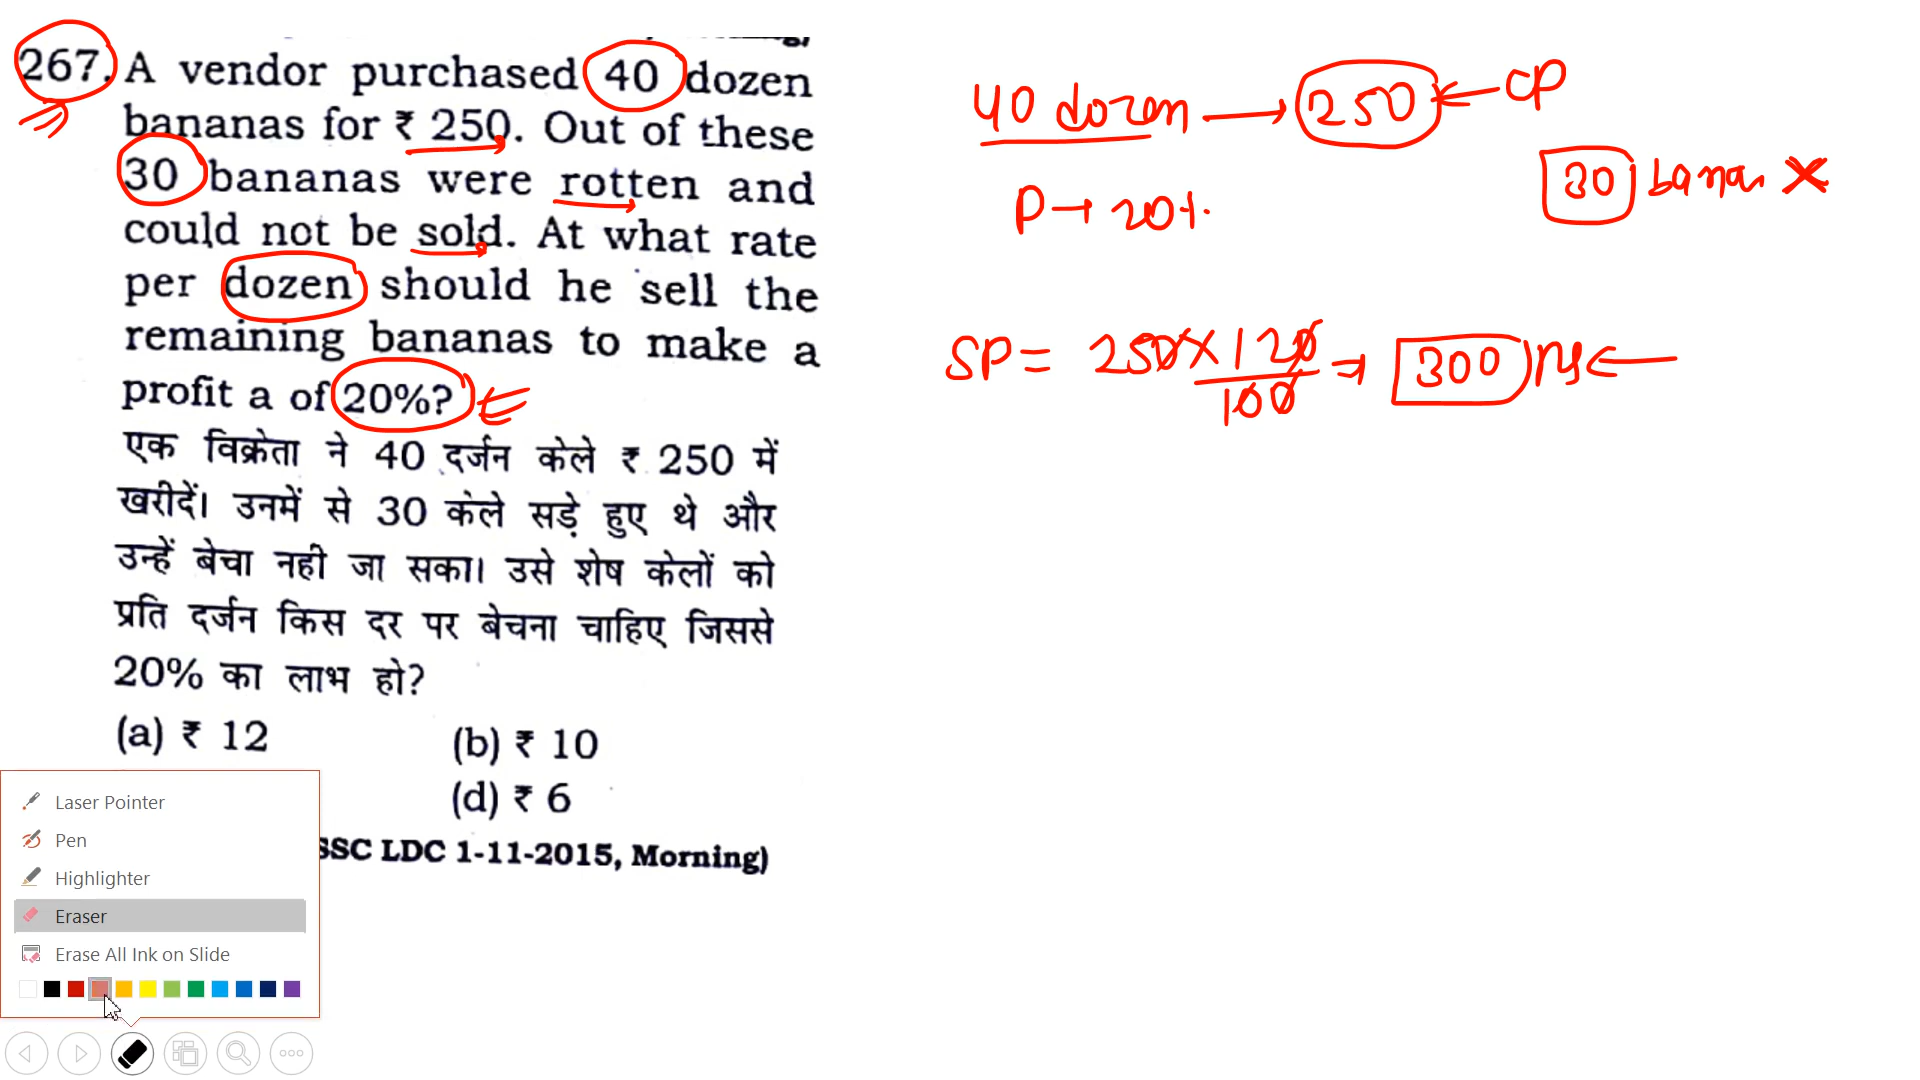 267. A vendor purchased 40 dozen
bananas for ₹ 250. Out of these
30 bananas were rotten and
could not be sold. At what rate
per dozen should he sell the
remaining bananas to make a
profit a of 20%?
एक विक्रेता ने 40 दर्जन केले ₹ 250 में
खरीदें। उनमें से 30 केले सड़े हुए थे और
उन्हें बेचा नही जा सका। उसे शेष केलों को
प्रति दर्जन किस दर पर बेचना चाहिए जिससे
20% का लाभ हो?
(a) ₹ 12 (b) ₹ 10
(d) ₹ 6
SSC LDC 1-11-2015, Morning)
40 dozen → 250 ← CP
30 banan ×
P → 20%
SP = 250 × 120/100 → 300 Rs ←
Laser Pointer
Pen
Highlighter
Eraser
Erase All Ink on Slide